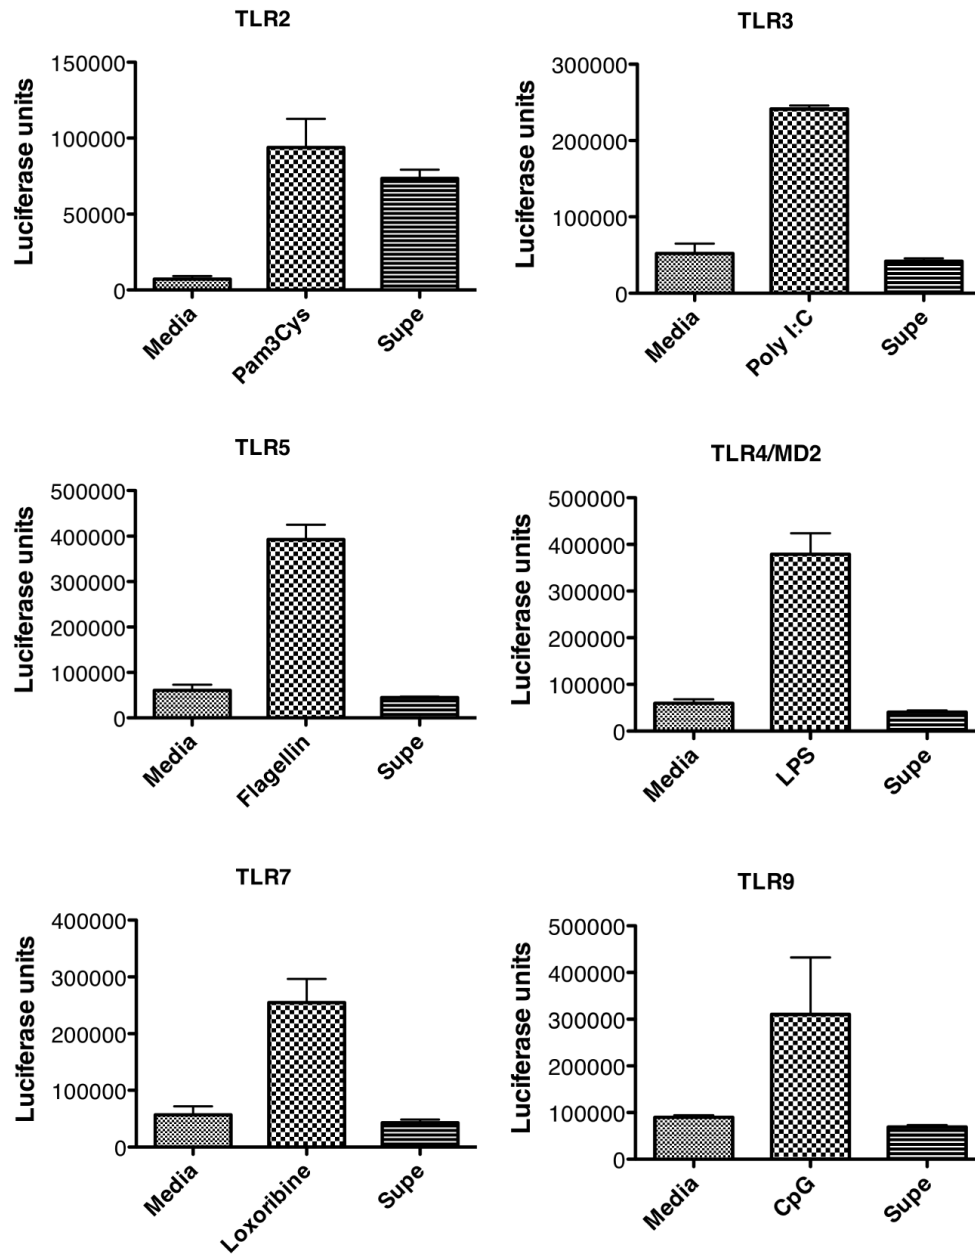 TLR2
Luciferase units
150000
100000
50000
0
Media
Pam3Cys
Supe
TLR3
Luciferase units
300000
200000
100000
0
Media
Poly I:C
Supe
TLR5
Luciferase units
500000
400000
300000
200000
100000
0
Media
Flagellin
Supe
TLR4/MD2
Luciferase units
500000
400000
300000
200000
100000
0
Media
LPS
Supe
TLR7
Luciferase units
400000
300000
200000
100000
0
Media
Loxoribine
Supe
TLR9
Luciferase units
500000
400000
300000
200000
100000
0
Media
CpG
Supe